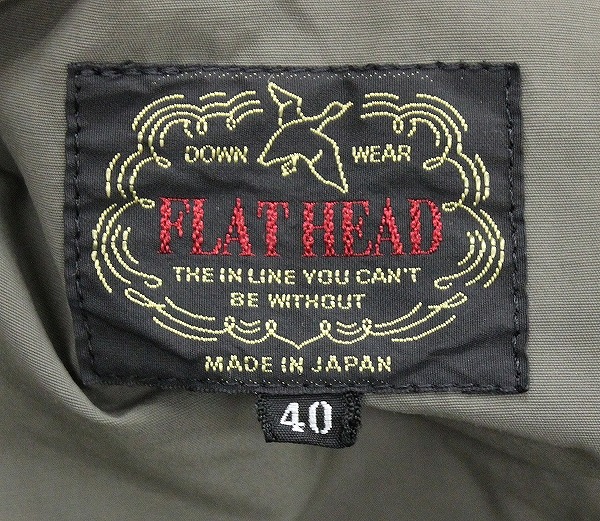 DOWN WEAR
FLAT HEAD
THE IN LINE YOU CAN'T
BE WITHOUT
MADE IN JAPAN
40